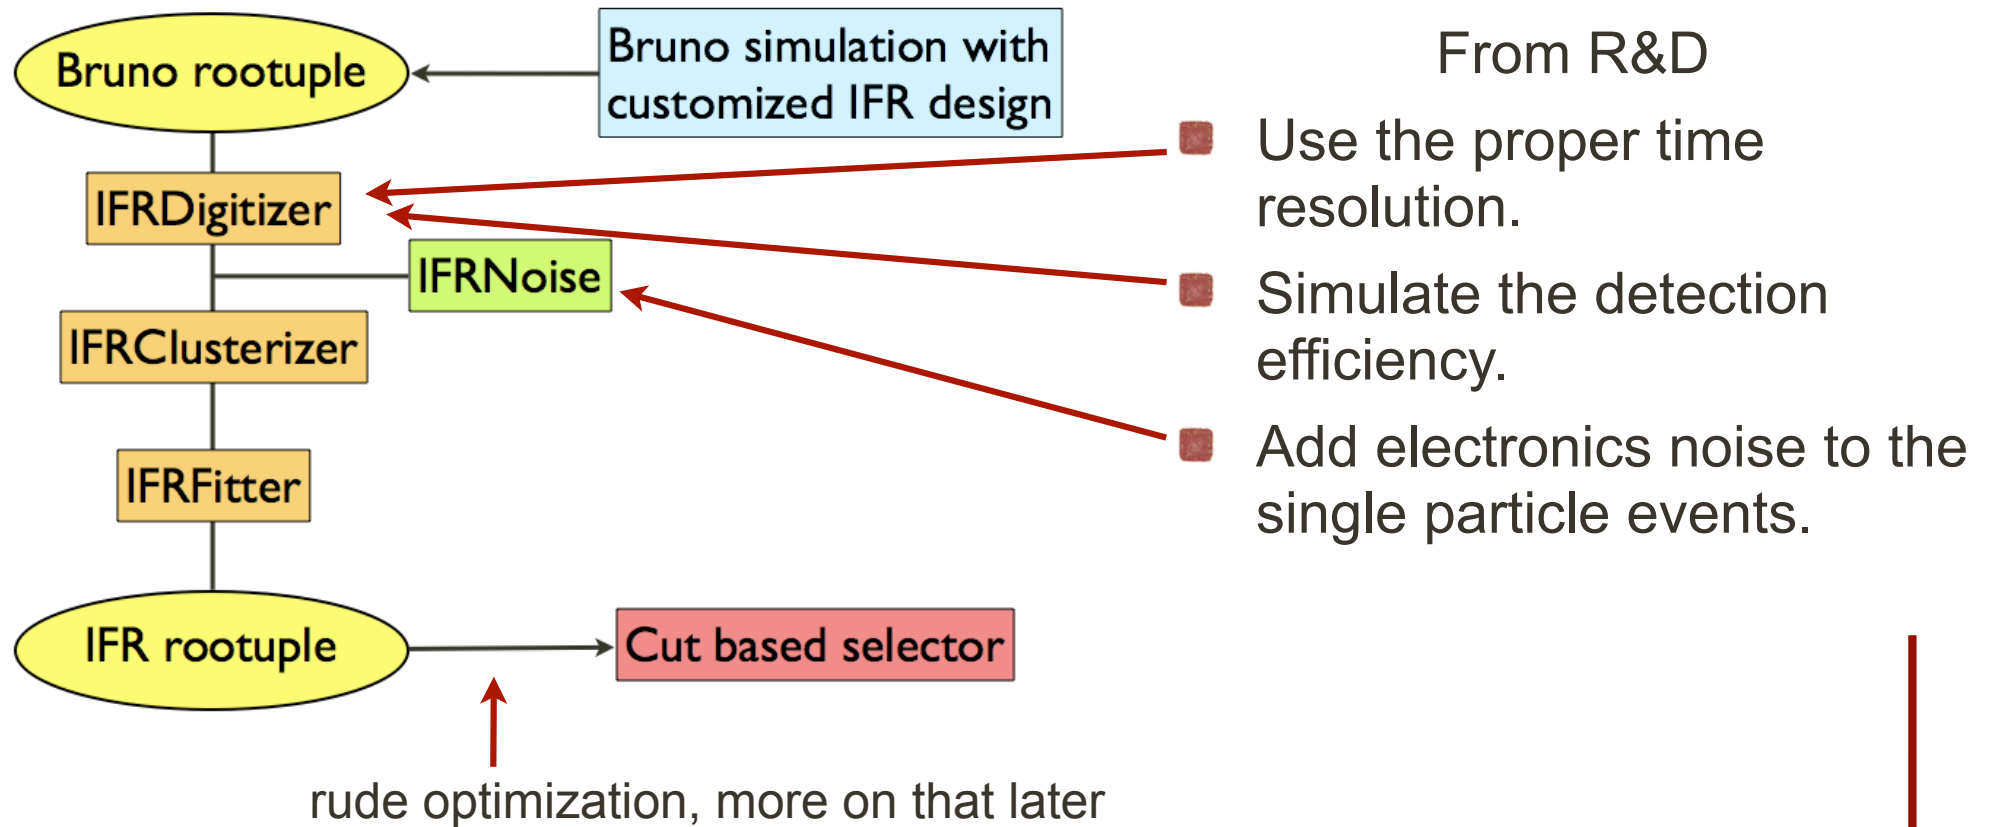 Bruno rootuple
Bruno simulation with
customized IFR design
IFRDigitizer
IFRNoise
IFRClusterizer
IFRFitter
IFR rootuple
Cut based selector
rude optimization, more on that later
From R&D
Use the proper time
resolution.
Simulate the detection
efficiency.
Add electronics noise to the
single particle events.